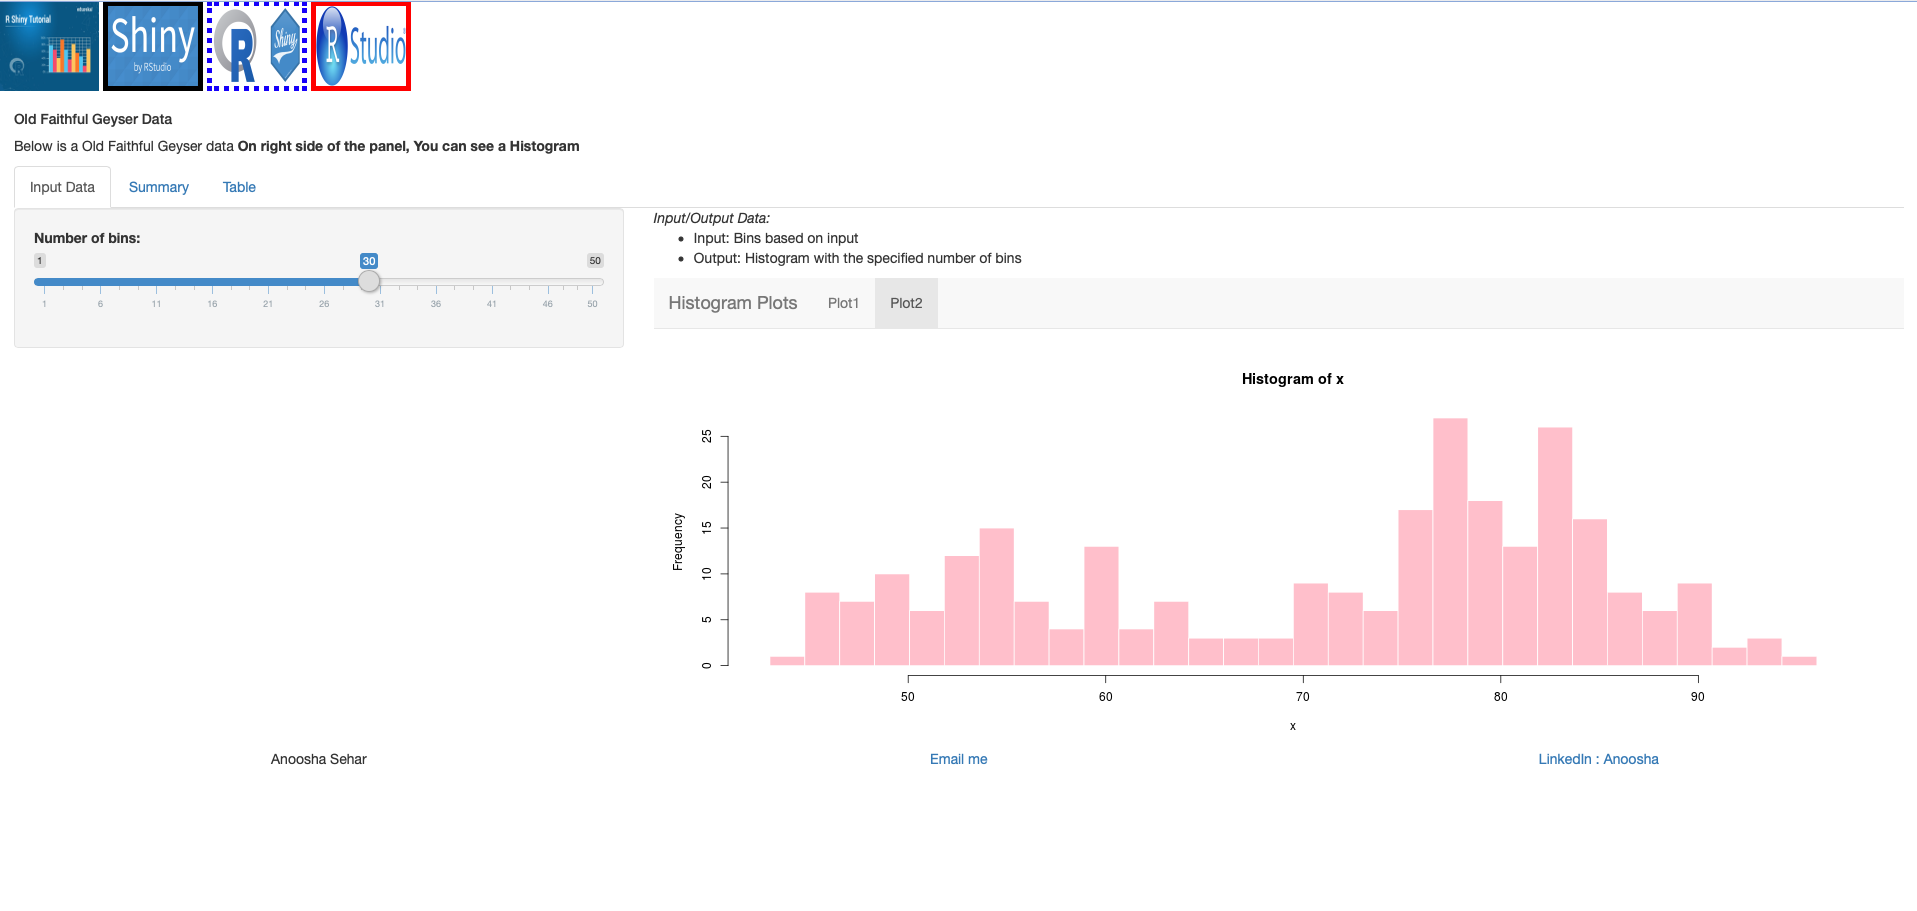 R Shiny Tutorial
edureka!
Shiny
by RStudio
R
Shiny
R Studio
Old Faithful Geyser Data
Below is a Old Faithful Geyser data On right side of the panel, You can see a Histogram
Input Data Summary Table
Number of bins:
1 30 50
1 6 11 16 21 26 31 36 41 46 50
Input/Output Data:
• Input: Bins based on input
• Output: Histogram with the specified number of bins
Histogram Plots Plot1 Plot2
Histogram of x
Frequency
25
20
15
10
5
0
50 60 70 80 90
x
Anoosha Sehar Email me LinkedIn : Anoosha